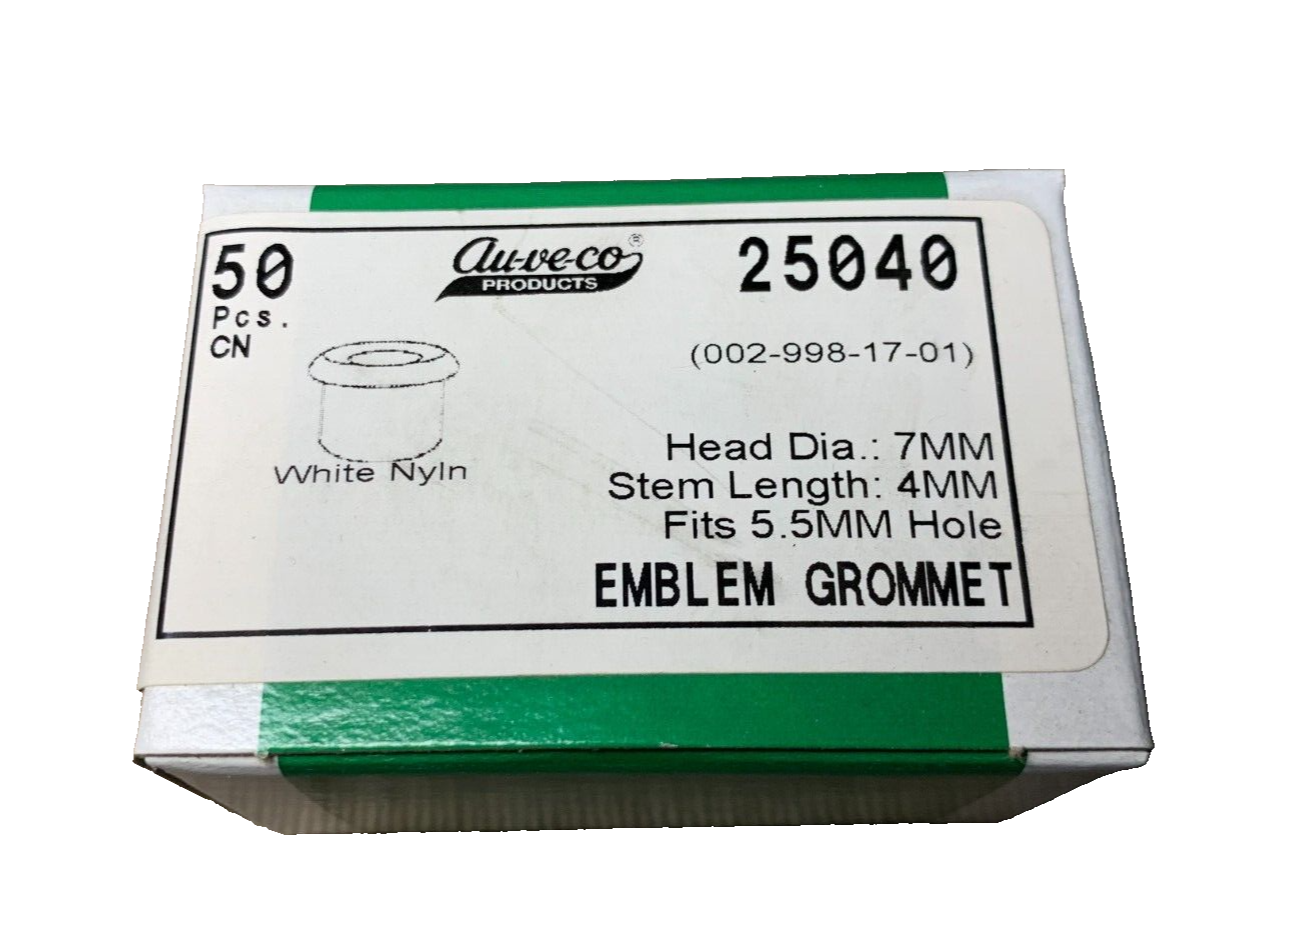 50
Pcs.
CN
au-ve-co®
PRODUCTS
25040
(002-998-17-01)
White Nyln
Head Dia.: 7MM
Stem Length: 4MM
Fits 5.5MM Hole
EMBLEM GROMMET